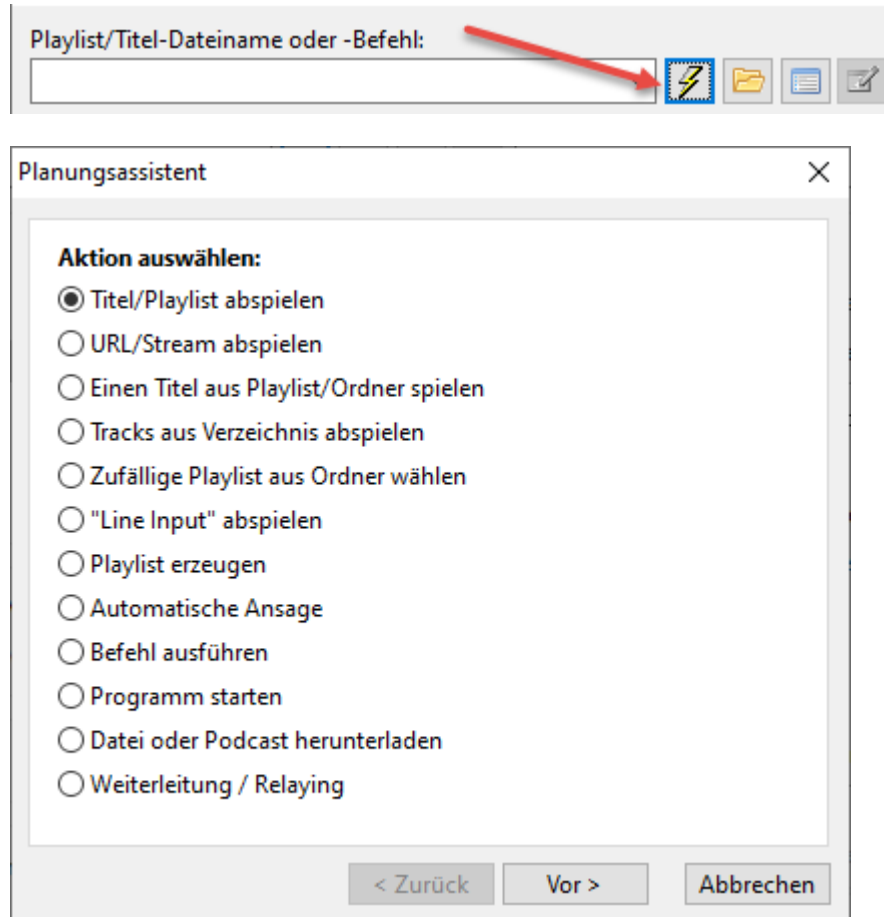 Playlist/Titel-Dateiname oder -Befehl:
Planungsassistent
Aktion auswählen:
Titel/Playlist abspielen
URL/Stream abspielen
Einen Titel aus Playlist/Ordner spielen
Tracks aus Verzeichnis abspielen
Zufällige Playlist aus Ordner wählen
"Line Input" abspielen
Playlist erzeugen
Automatische Ansage
Befehl ausführen
Programm starten
Datei oder Podcast herunterladen
Weiterleitung / Relaying
< Zurück Vor > Abbrechen